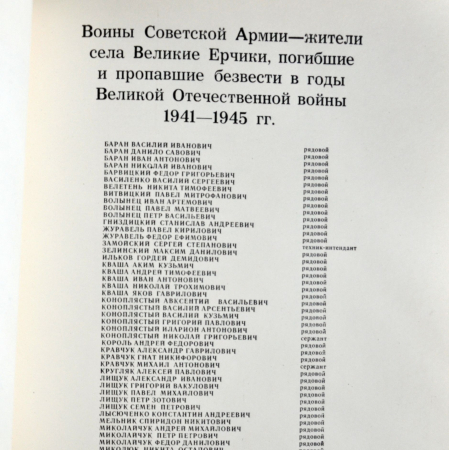 Воины Советской Армии—жители
села Великие Ерчики, погибшие
и пропавшие безвести в годы
Великой Отечественной войны
1941—1945 гг.
БАРАН ВАСИЛИЙ ИВАНОВИЧ рядовой
БАРАН ДАНИЛО САВОВИЧ рядовой
БАРАН ИВАН АНТОНОВИЧ рядовой
БАРАН НИКОЛАЙ ИВАНОВИЧ рядовой
БАРВИЦКИЙ ФЕДОР ГРИГОРЬЕВИЧ рядовой
ВАСИЛЕНКО ВАСИЛИЙ СЕРГЕЕВИЧ рядовой
ВЕЛЕТЕНЬ НИКИТА ТИМОФЕЕВИЧ рядовой
ВИТВИЦКИЙ ПАВЕЛ МИТРОФАНОВИЧ рядовой
ВОЛЫНЕЦ ИВАН АРТЕМОВИЧ рядовой
ВОЛЫНЕЦ ПАВЕЛ МАТВЕЕВИЧ рядовой
ВОЛЫНЕЦ ПЕТР ВАСИЛЬЕВИЧ рядовой
ГНИЗДИЦКИЙ СТАНИСЛАВ АНДРЕЕВИЧ рядовой
ЖУРАВЕЛЬ ПАВЕЛ КИРИЛОВИЧ рядовой
ЖУРАВЕЛЬ ФЕДОР ЕФИМОВИЧ рядовой
ЗАМОЙСКИЙ СЕРГЕЙ СТЕПАНОВИЧ техник-интендант
ЗЕЛИНСКИЙ МАКСИМ ДАНИЛОВИЧ рядовой
ИЛЬКОВ ГОРДЕЙ ДЕМИДОВИЧ рядовой
КВАША АКИМ КУЗЬМИЧ рядовой
КВАША АНДРЕЙ ТИМОФЕЕВИЧ рядовой
КВАША ИВАН АНТОНОВИЧ рядовой
КВАША НИКОЛАЙ ТРОХИМОВИЧ рядовой
КВАША ЯКОВ ГАВРИЛОВИЧ рядовой
КОНОПЛЯСТЫЙ АВКСЕНТИЙ ВАСИЛЬЕВИЧ рядовой
КОНОПЛЯСТЫЙ ВАСИЛИЙ АРСЕНТЬЕВИЧ рядовой
КОНОПЛЯСТЫЙ ВАСИЛИЙ КУЗЬМИЧ рядовой
КОНОПЛЯСТЫЙ ГРИГОРИЙ ПАВЛОВИЧ рядовой
КОНОПЛЯСТЫЙ ИЛАРИОН АНТОНОВИЧ рядовой
КОНОПЛЯСТЫЙ НИКОЛАЙ ГРИГОРЬЕВИЧ сержант
КОРОЛЬ АНДРЕЙ ФЕДОРОВИЧ рядовой
КРАВЧУК АЛЕКСАНДР ГАВРИЛОВИЧ рядовой
КРАВЧУК ГНАТ НИКИФОРОВИЧ рядовой
КРАВЧУК МИХАИЛ АНТОНОВИЧ сержант
КРУГЛЯК АЛЕКСЕЙ ПАВЛОВИЧ рядовой
ЛИЩУК АЛЕКСАНДР ИВАНОВИЧ рядовой
ЛИЩУК ГРИГОРИЙ ВАКУЛОВИЧ рядовой
ЛИЩУК ПАВЕЛ МИХАЙЛОВИЧ рядовой
ЛИЩУК ПЕТР ЗОТОВИЧ рядовой
ЛИЩУК СЕМЕН ПЕТРОВИЧ рядовой
ЛЫСЮЧЕНКО КОНСТАНТИН АНДРЕЕВИЧ рядовой
МЕЛЬНИК СПИРИДОН НИКИТОВИЧ рядовой
МИКОЛАЙЧУК АНДРЕЙ МИХАЙЛОВИЧ рядовой
МИКОЛАЙЧУК ПЕТР ПЕТРОВИЧ рядовой
МИКОЛАЙЧУК ФЕДОР ДАНИЛОВИЧ рядовой
МИКОЛЮК НИКИТА ОСТАПОВИЧ рядовой